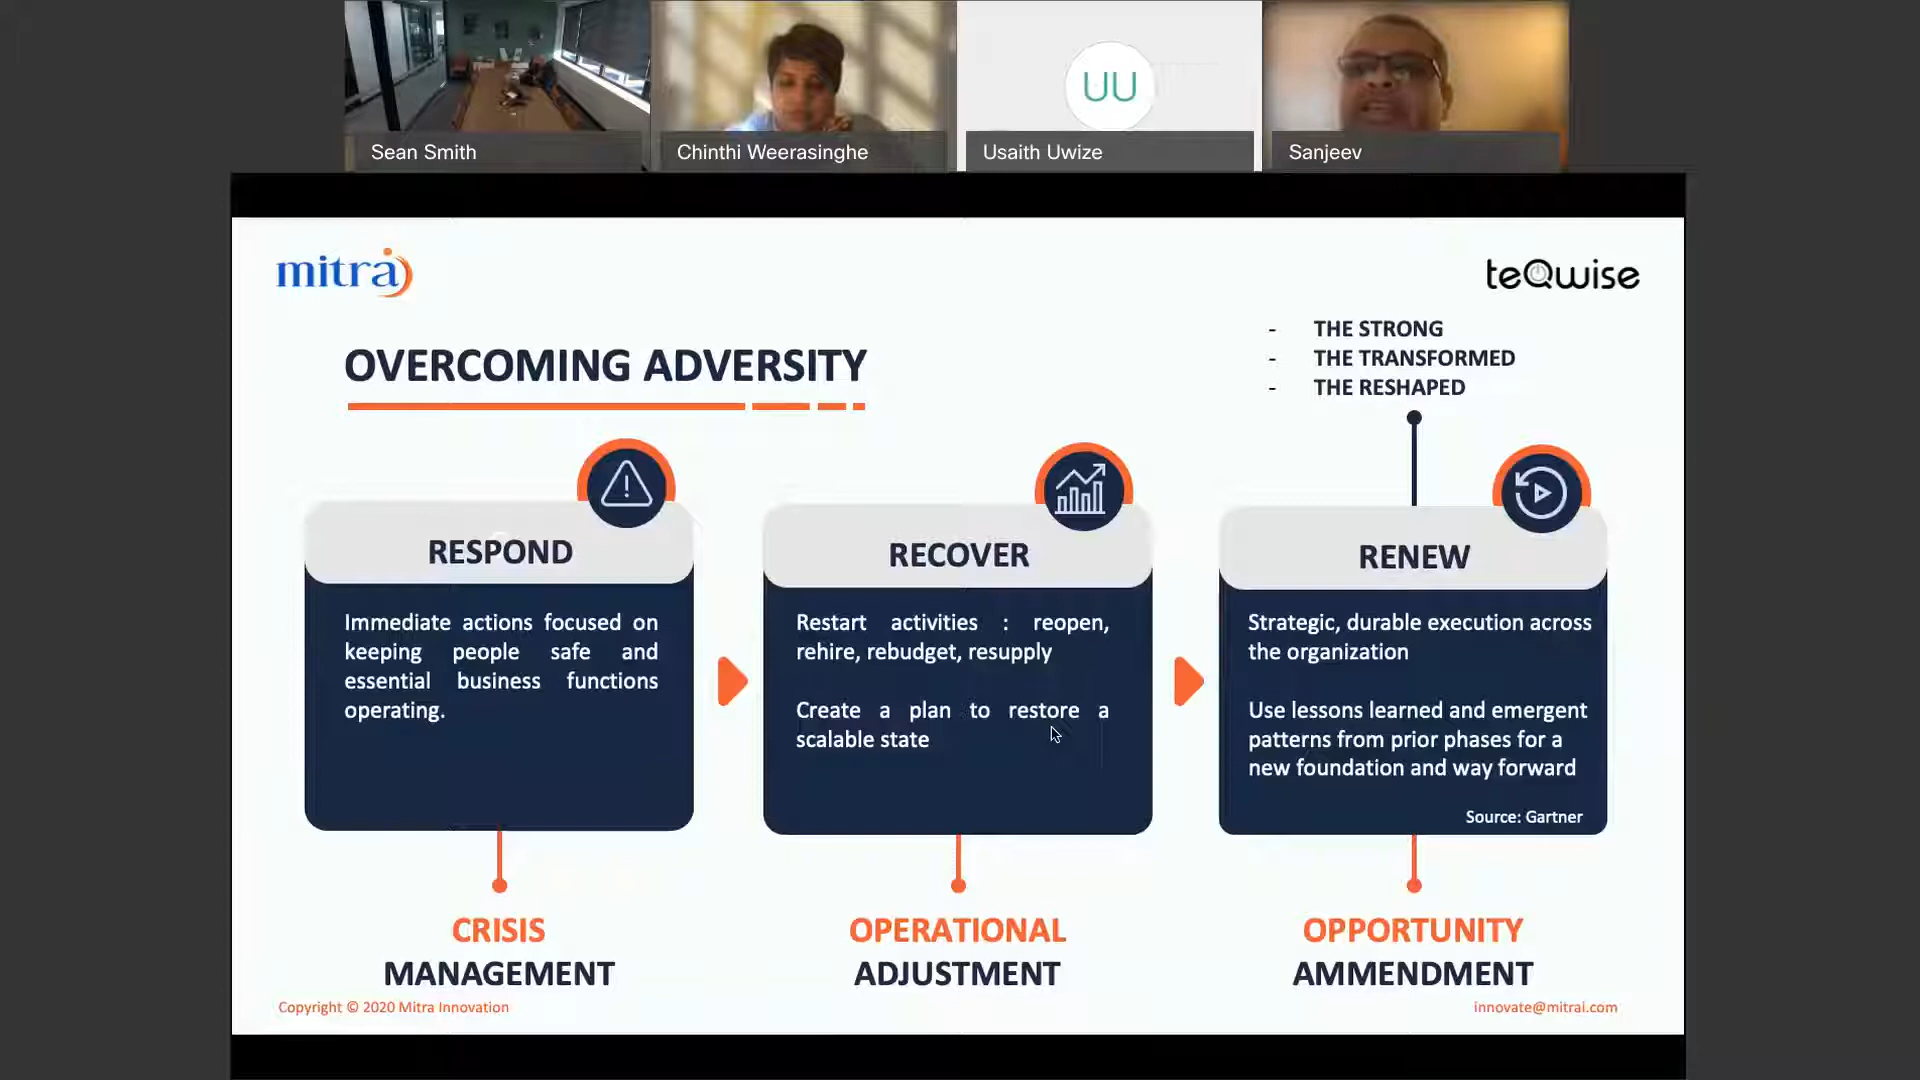 Sean Smith
Chinthi Weerasinghe
UU
Usaith Uwize
Sanjeev
mitra
teQwise
- THE STRONG
- THE TRANSFORMED
- THE RESHAPED
OVERCOMING ADVERSITY
RESPOND
Immediate actions focused on
keeping people safe and
essential business functions
operating.
CRISIS
MANAGEMENT
RECOVER
Restart activities : reopen,
rehire, rebudget, resupply
Create a plan to restore a
scalable state
OPERATIONAL
ADJUSTMENT
RENEW
Strategic, durable execution across
the organization
Use lessons learned and emergent
patterns from prior phases for a
new foundation and way forward
Source: Gartner
OPPORTUNITY
AMMENDMENT
Copyright © 2020 Mitra Innovation
innovate@mitrai.com